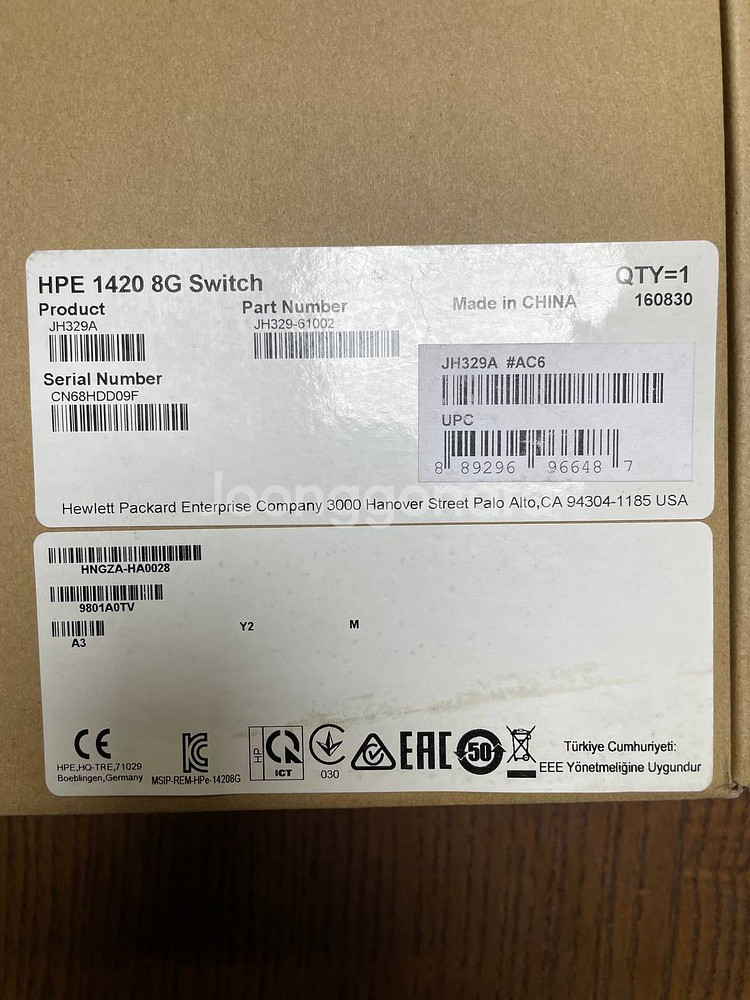 HPE 1420 8G Switch
QTY=1
Product
Part Number
Made in CHINA
160830
JH329A
JH329-61002
JH329A #AC6
Serial Number
CN68HDD09F
UPC
8 89296 96648 7
Hewlett Packard Enterprise Company 3000 Hanover Street Palo Alto,CA 94304-1185 USA
HNGZA-HA0028
9801A0TV
A3
Y2
M
CE
HPE,HQ-TRE,71029
Boeblingen,Germany
MSIP-REM-HPe-14208G
HP
ICT
030
EAC
50
Türkiye Cumhuriyeti:
EEE Yönetmeliğine Uygundur